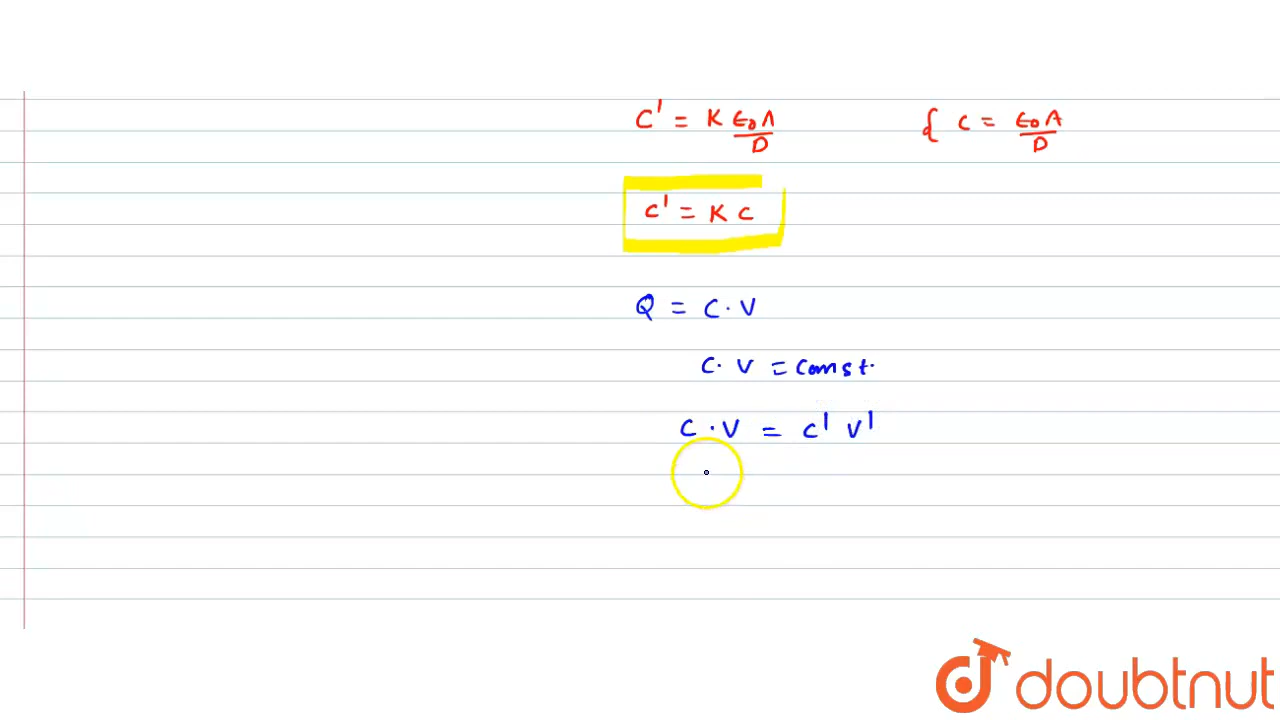 C' = K ε₀A/D { C = ε₀A/D
C' = K C
Q = C · V
C · V = Const.
C · V = C' V'
doubtnut